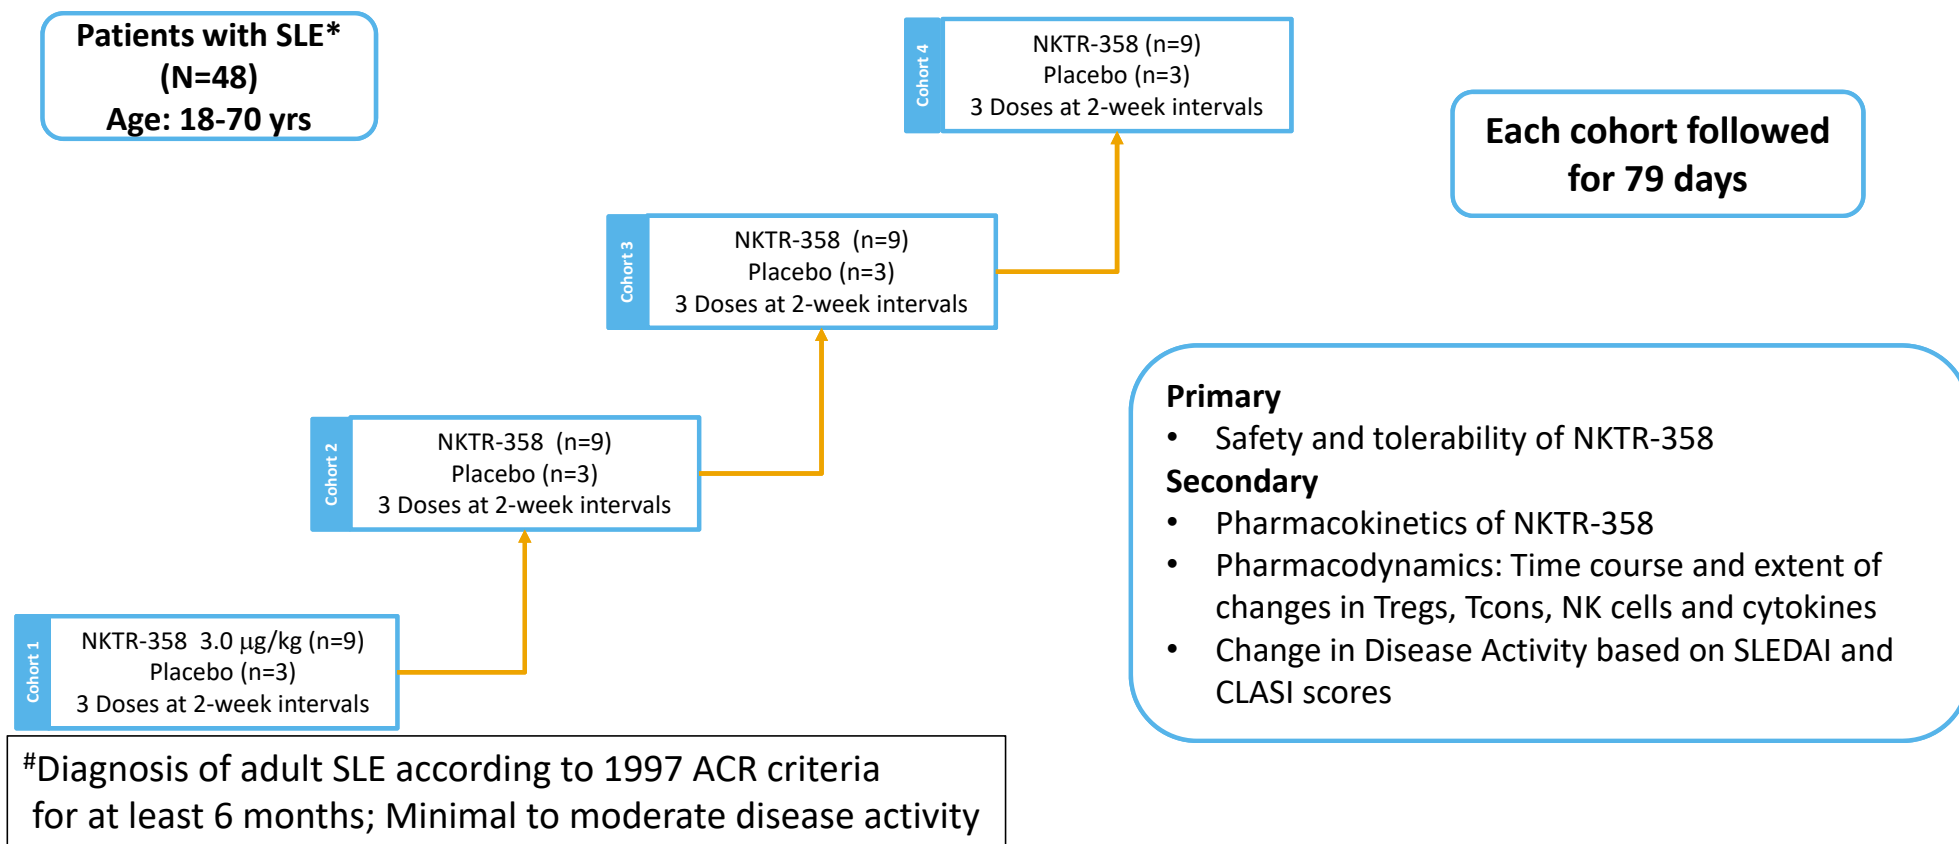 Patients with SLE*
(N=48)
Age: 18-70 yrs
Cohort 4
NKTR-358 (n=9)
Placebo (n=3)
3 Doses at 2-week intervals
Each cohort followed
for 79 days
Cohort 3
NKTR-358 (n=9)
Placebo (n=3)
3 Doses at 2-week intervals
Cohort 2
NKTR-358 (n=9)
Placebo (n=3)
3 Doses at 2-week intervals
Cohort 1
NKTR-358 3.0 μg/kg (n=9)
Placebo (n=3)
3 Doses at 2-week intervals
Primary
• Safety and tolerability of NKTR-358
Secondary
• Pharmacokinetics of NKTR-358
• Pharmacodynamics: Time course and extent of
changes in Tregs, Tcons, NK cells and cytokines
• Change in Disease Activity based on SLEDAI and
CLASI scores
#Diagnosis of adult SLE according to 1997 ACR criteria
for at least 6 months; Minimal to moderate disease activity